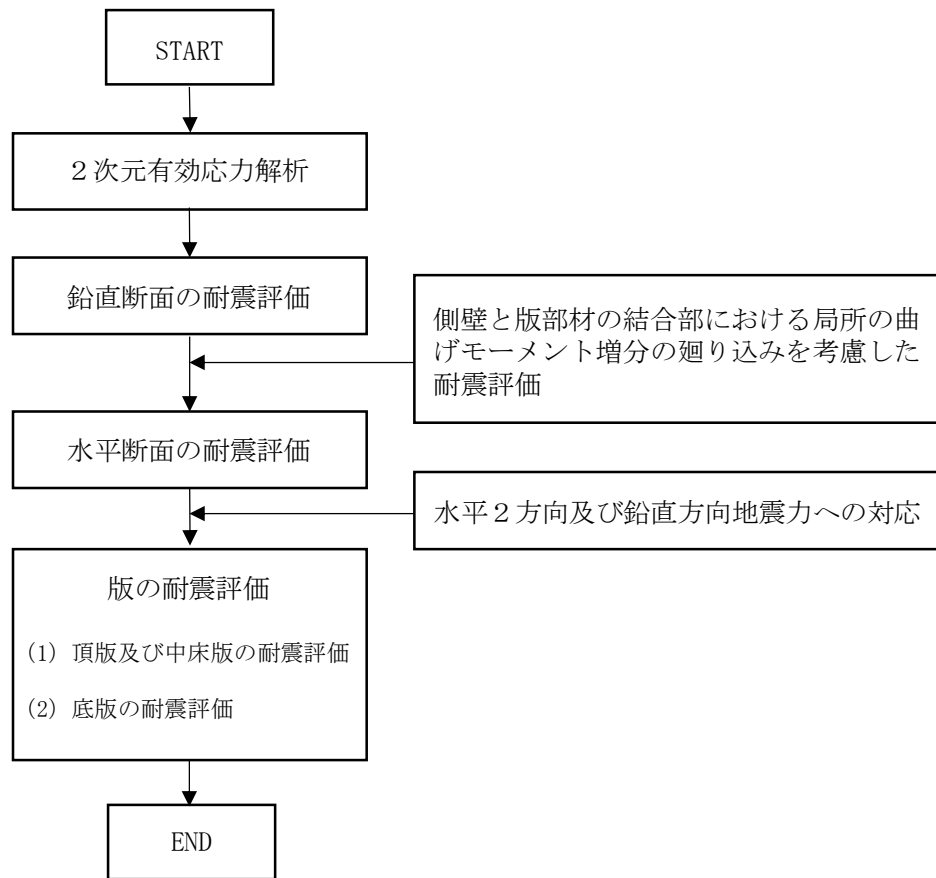 START
２次元有効応力解析
鉛直断面の耐震評価
側壁と版部材の結合部における局所の曲
げモーメント増分の廻り込みを考慮した
耐震評価
水平断面の耐震評価
水平２方向及び鉛直方向地震力への対応
版の耐震評価
(1) 頂版及び中床版の耐震評価
(2) 底版の耐震評価
END